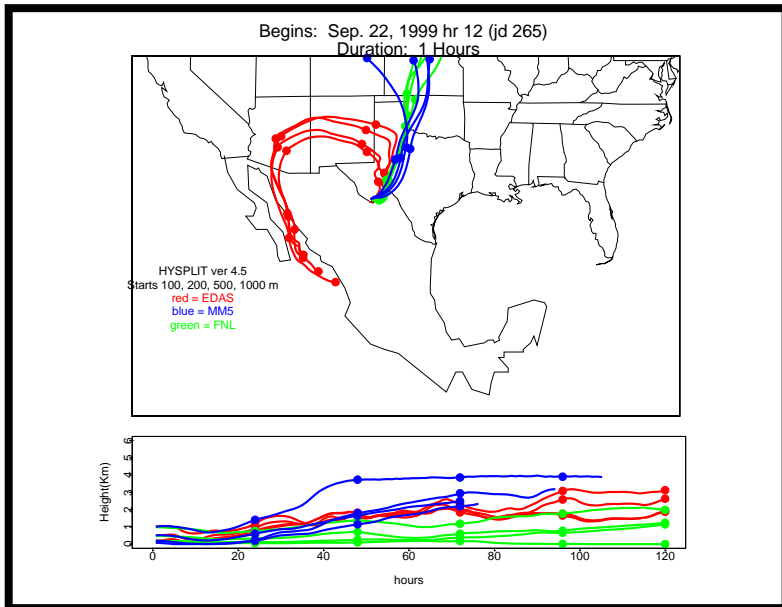 Begins:  Sep. 22, 1999 hr 12 (jd 265)
Duration:  1 Hours
HYSPLIT ver 4.5
Starts 100, 200, 500, 1000 m
red = EDAS
blue = MM5
green = FNL
Height(Km)
6
5
4
3
2
1
0
0 20 40 60 80 100 120
hours